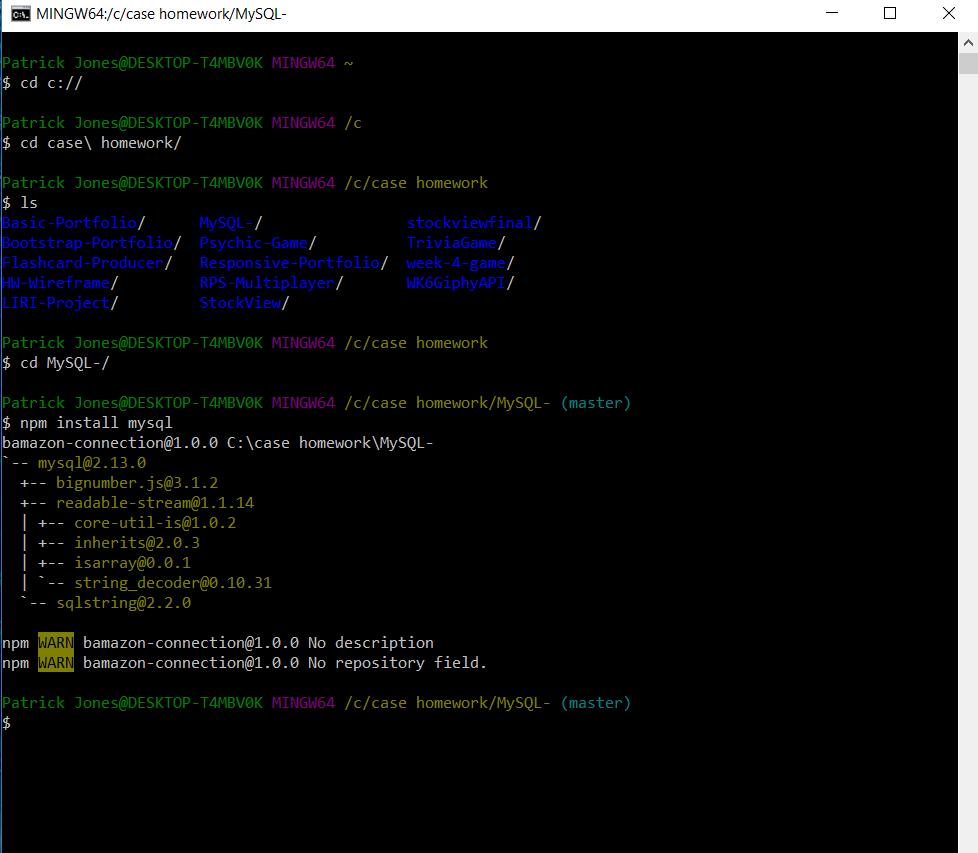 MINGW64:/c/case homework/MySQL-
Patrick Jones@DESKTOP-T4MBV0K MINGW64 ~
$ cd c://
Patrick Jones@DESKTOP-T4MBV0K MINGW64 /c
$ cd case\ homework/
Patrick Jones@DESKTOP-T4MBV0K MINGW64 /c/case homework
$ ls
Basic-Portfolio/ MySQL-/ stockviewfinal/
Bootstrap-Portfolio/ Psychic-Game/ TriviaGame/
Flashcard-Producer/ Responsive-Portfolio/ week-4-game/
HW-Wireframe/ RPS-Multiplayer/ WK6GiphyAPI/
LIRI-Project/ StockView/
Patrick Jones@DESKTOP-T4MBV0K MINGW64 /c/case homework
$ cd MySQL-/
Patrick Jones@DESKTOP-T4MBV0K MINGW64 /c/case homework/MySQL- (master)
$ npm install mysql
bamazon-connection@1.0.0 C:\case homework\MySQL-
`-- mysql@2.13.0
  +-- bignumber.js@3.1.2
  +-- readable-stream@1.1.14
  | +-- core-util-is@1.0.2
  | +-- inherits@2.0.3
  | +-- isarray@0.0.1
  | `-- string_decoder@0.10.31
  `-- sqlstring@2.2.0
npm WARN bamazon-connection@1.0.0 No description
npm WARN bamazon-connection@1.0.0 No repository field.
Patrick Jones@DESKTOP-T4MBV0K MINGW64 /c/case homework/MySQL- (master)
$